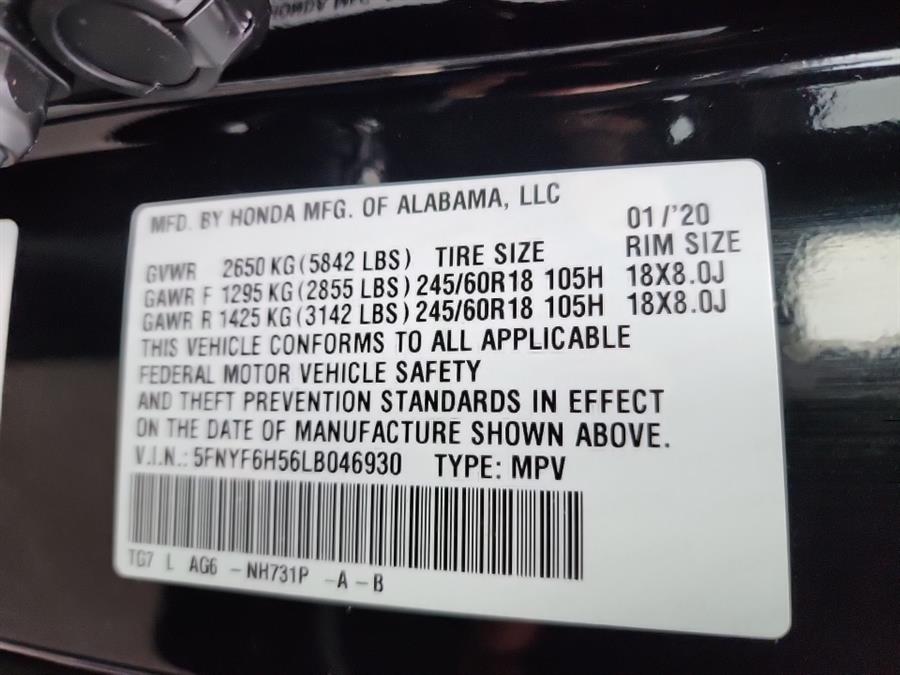 MFD. BY HONDA MFG. OF ALABAMA, LLC 01/'20
GVWR 2650 KG (5842 LBS) TIRE SIZE RIM SIZE
GAWR F 1295 KG (2855 LBS) 245/60R18 105H 18X8.0J
GAWR R 1425 KG (3142 LBS) 245/60R18 105H 18X8.0J
THIS VEHICLE CONFORMS TO ALL APPLICABLE
FEDERAL MOTOR VEHICLE SAFETY
AND THEFT PREVENTION STANDARDS IN EFFECT
ON THE DATE OF MANUFACTURE SHOWN ABOVE.
V.I.N.: 5FNYF6H56LB046930 TYPE: MPV
TG7 L AG6 - NH731P - A - B